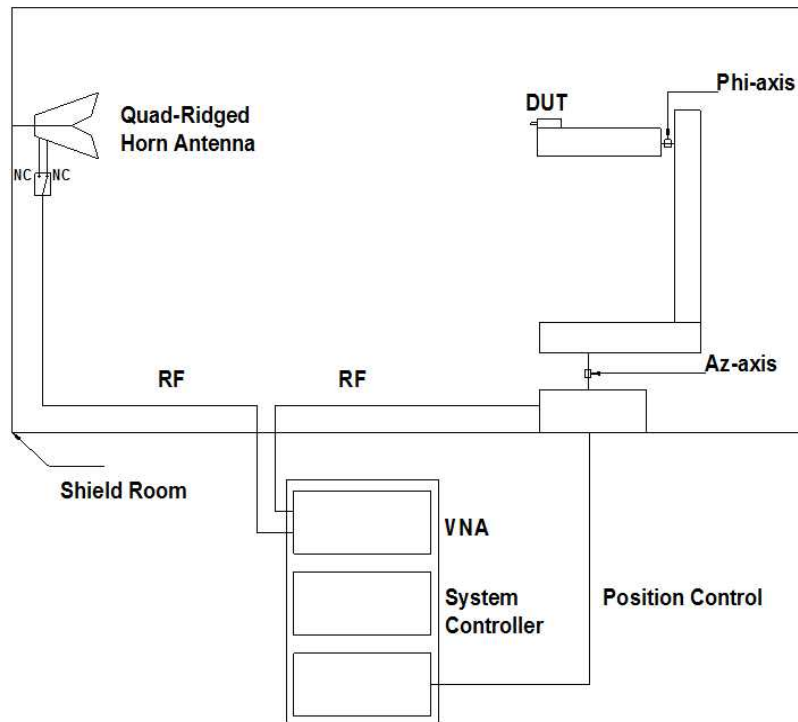 Phi-axis
DUT
Quad-Ridged
Horn Antenna
NC NC
Az-axis
RF RF
Shield Room
VNA
System
Controller
Position Control